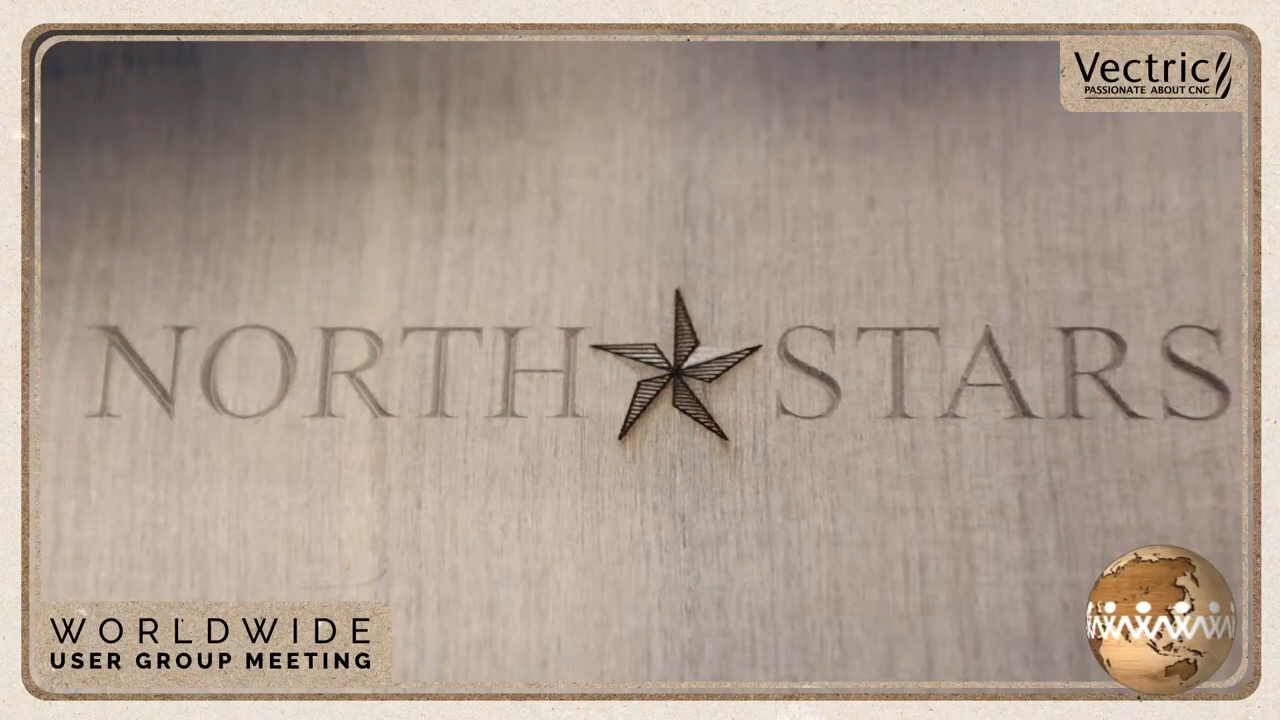 Vectric
PASSIONATE ABOUT CNC
NORTH STARS
WORLDWIDE
USER GROUP MEETING